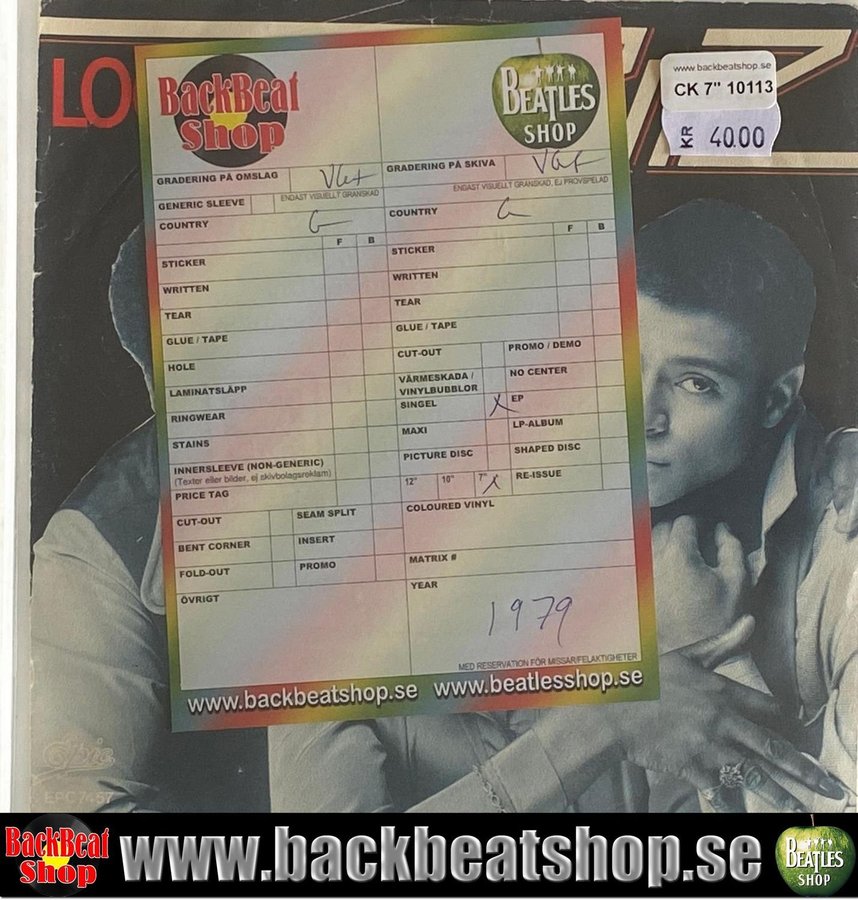 LO
www.backbeatshop.se
CK 7" 10113
KR 40.00
BackBeat
Shop
BEATLES
SHOP
GRADERING PÅ OMSLAG VG+
ENDAST VISUELLT GRANSKAD
GENERIC SLEEVE
COUNTRY G
F B
STICKER
WRITTEN
TEAR
GLUE / TAPE
HOLE
LAMINATSLÄPP
RINGWEAR
STAINS
INNERSLEEVE (NON-GENERIC)
(Texter eller bilder, ej skivbolagsreklam)
PRICE TAG
CUT-OUT SEAM SPLIT
BENT CORNER INSERT
FOLD-OUT PROMO
ÖVRIGT
GRADERING PÅ SKIVA VG+
ENDAST VISUELLT GRANSKAD, EJ PROVSPELAD
COUNTRY G
F B
STICKER
WRITTEN
TEAR
GLUE / TAPE
CUT-OUT PROMO / DEMO
VÄRMESKADA / NO CENTER
VINYLBUBBLOR
SINGEL X EP
MAXI LP-ALBUM
PICTURE DISC SHAPED DISC
12" 10" 7" X RE-ISSUE
COLOURED VINYL
MATRIX #
YEAR
1979
MED RESERVATION FÖR MISSAR/FELAKTIGHETER
www.backbeatshop.se www.beatlesshop.se
Epic
BackBeat
Shop
www.backbeatshop.se
BEATLES
SHOP